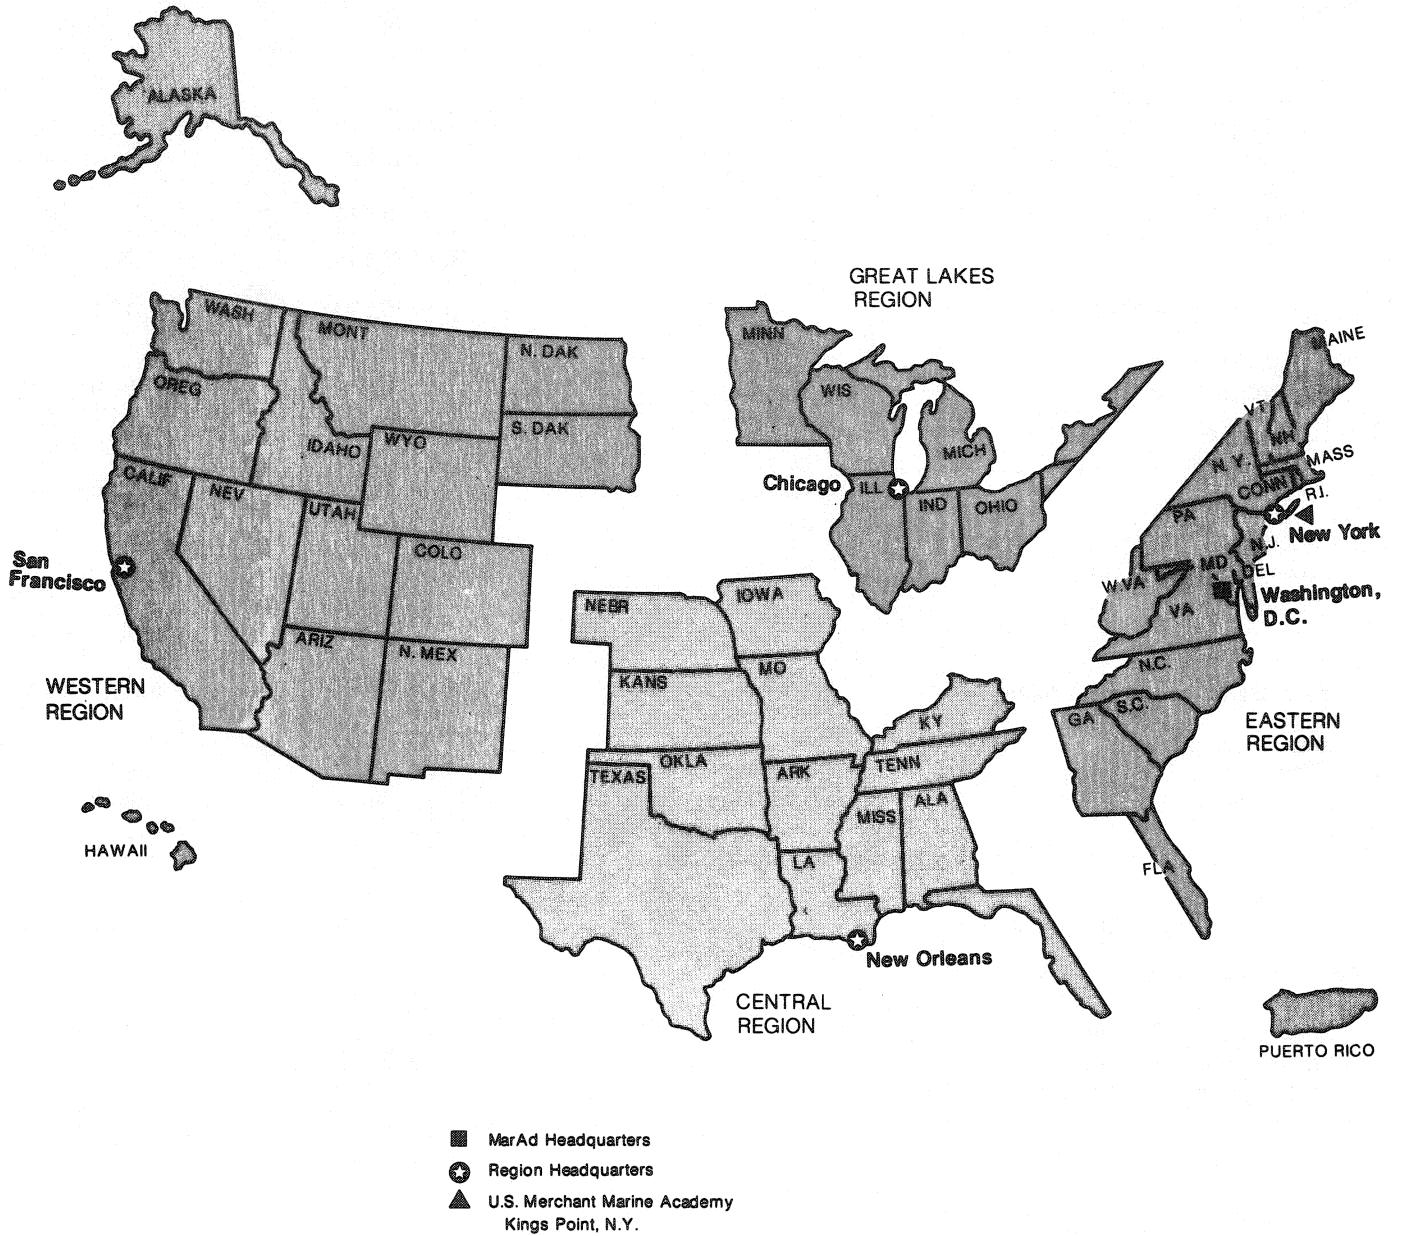 ALASKA
GREAT LAKES
REGION
WASH
MONT
N. DAK
OREG
S. DAK
IDAHO
WYO
CALIF
NEV
UTAH
COLO
San
Francisco
ARIZ
N. MEX
WESTERN
REGION
HAWAII
MINN
WIS
MICH
Chicago
ILL
IND
OHIO
MAINE
VT
NH
MASS
N.Y.
CONN
R.I.
PA
New York
N.J.
MD
DEL
W.VA
VA
Washington,
D.C.
N.C.
S.C.
GA
EASTERN
REGION
FLA
NEBR
IOWA
KANS
MO
KY
OKLA
TEXAS
ARK
TENN
MISS
ALA
LA
New Orleans
CENTRAL
REGION
PUERTO RICO
MarAd Headquarters
Region Headquarters
U.S. Merchant Marine Academy
Kings Point, N.Y.